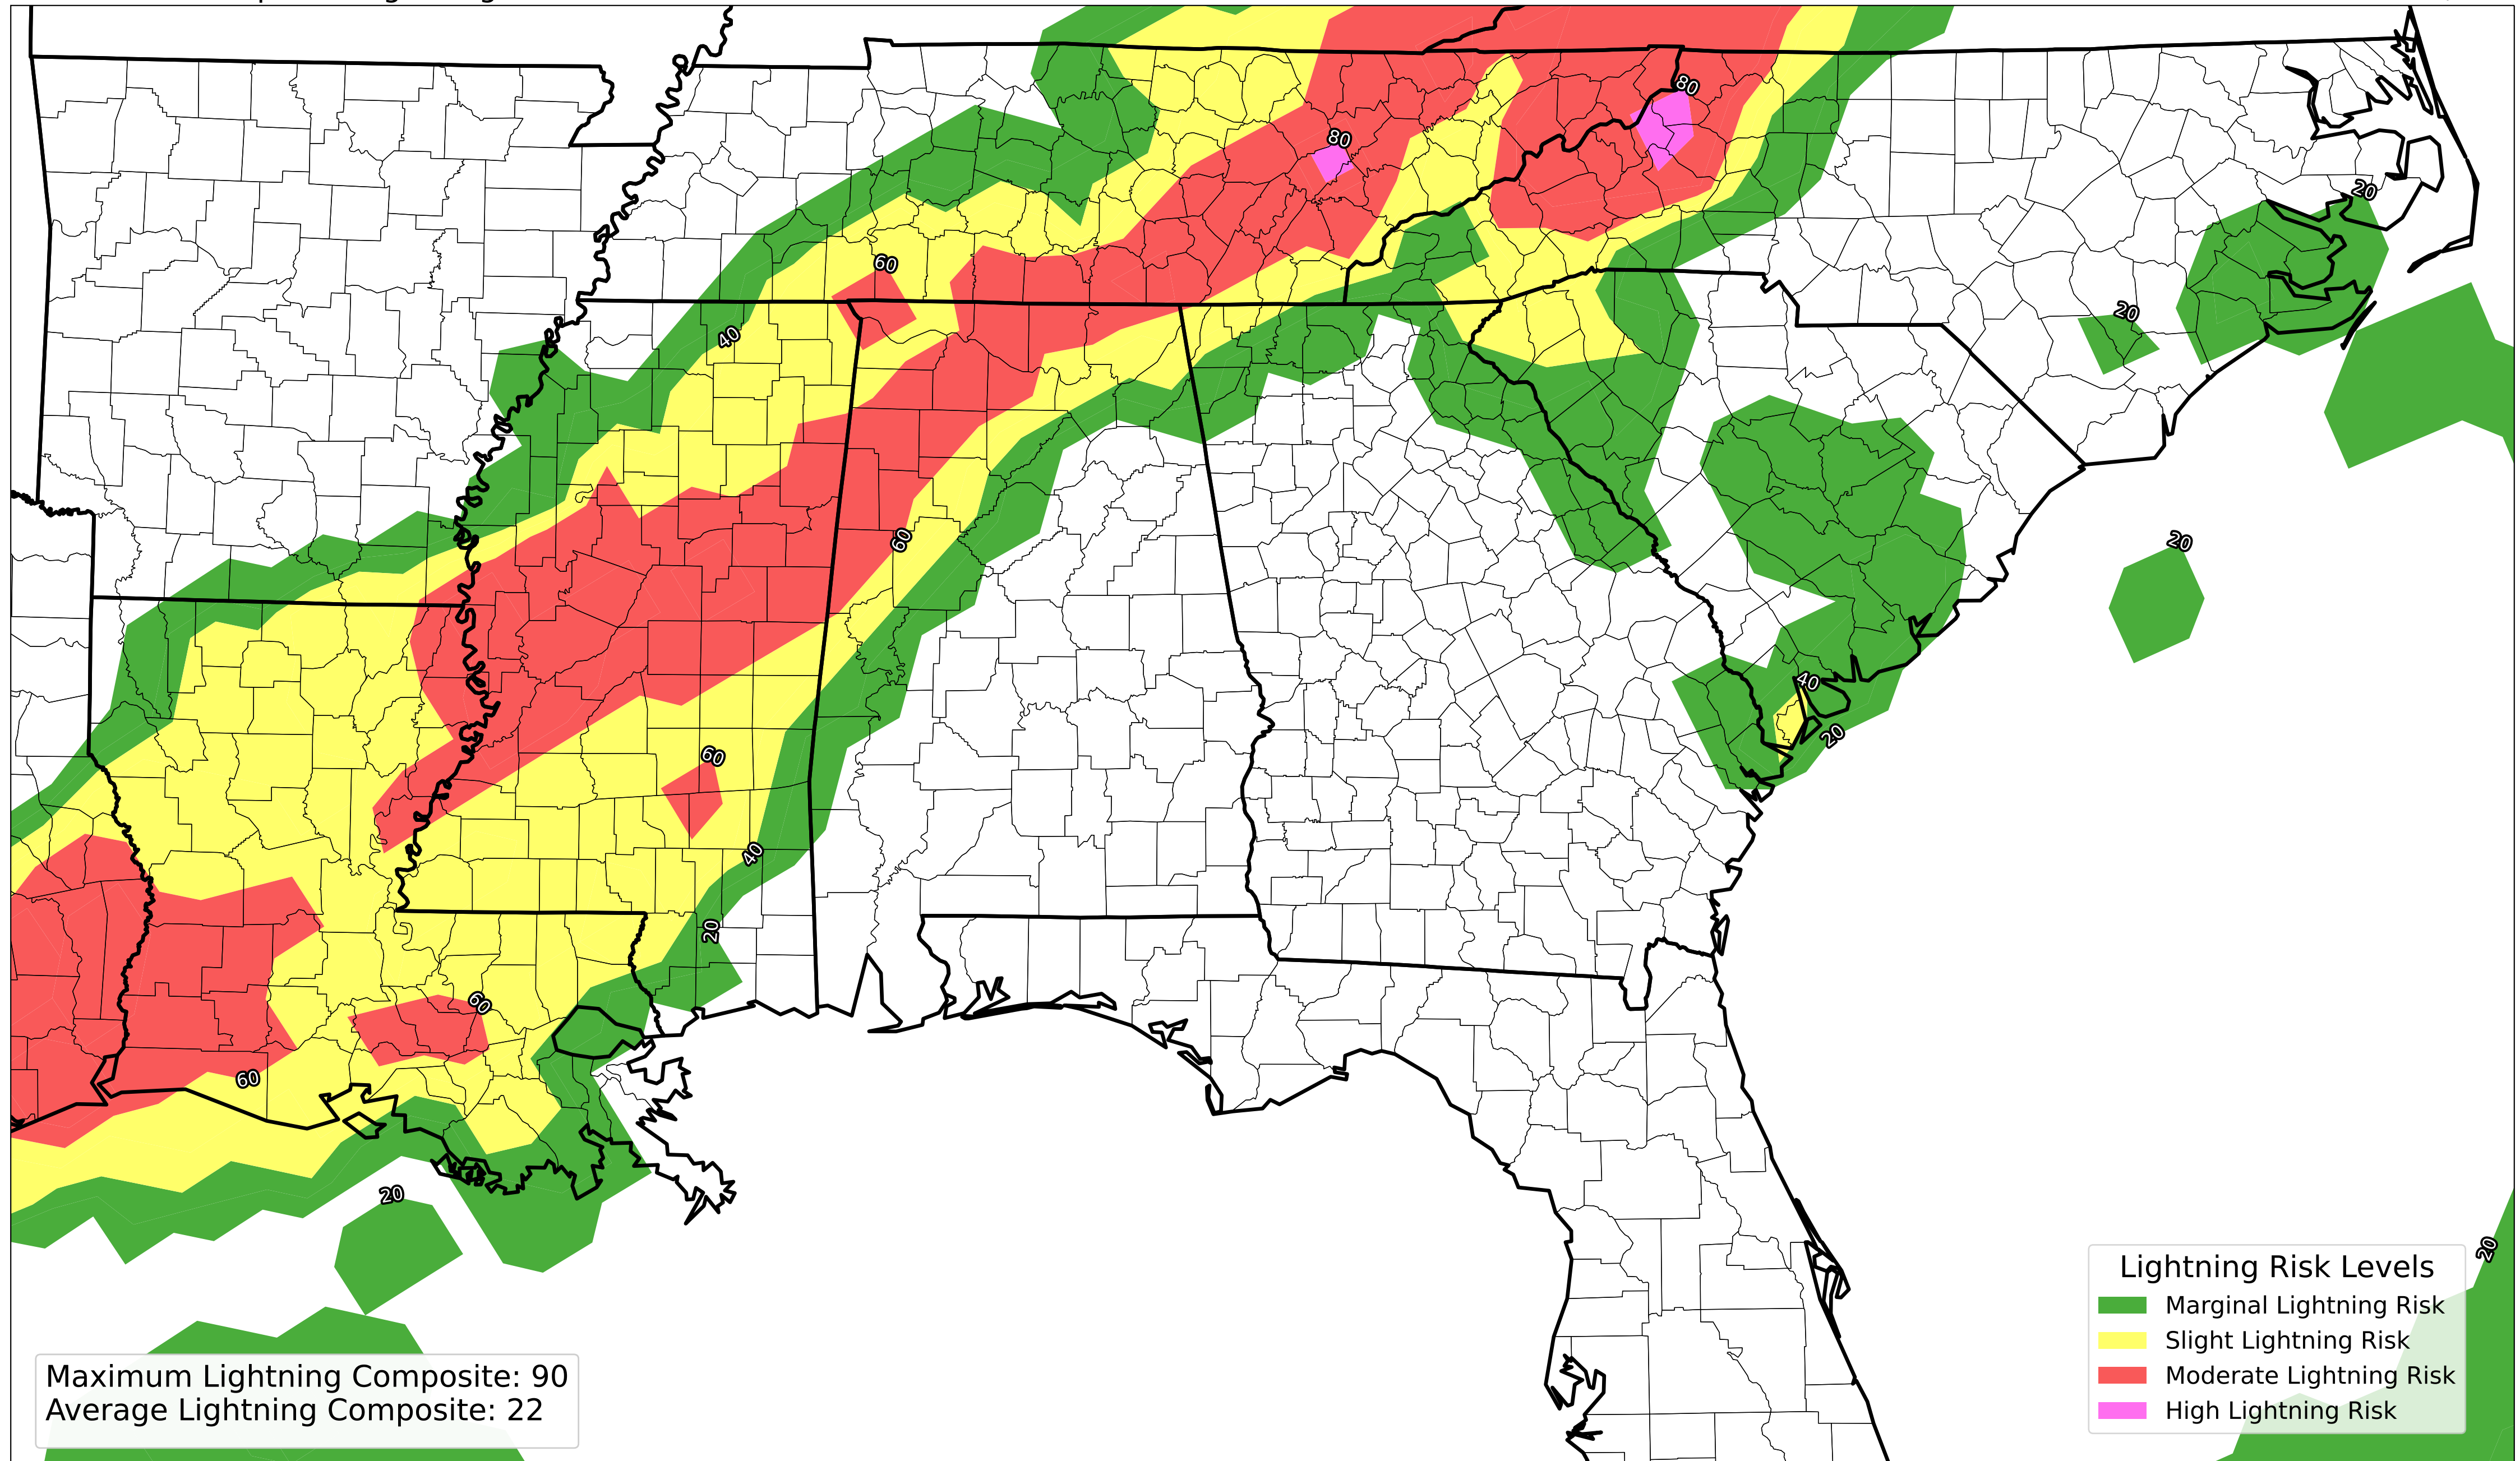 80
80
20
60
20
40
60
20
40
20
60
40
20
60
60
20
20
Lightning Risk Levels
Marginal Lightning Risk
Slight Lightning Risk
Moderate Lightning Risk
High Lightning Risk
Maximum Lightning Composite: 90
Average Lightning Composite: 22